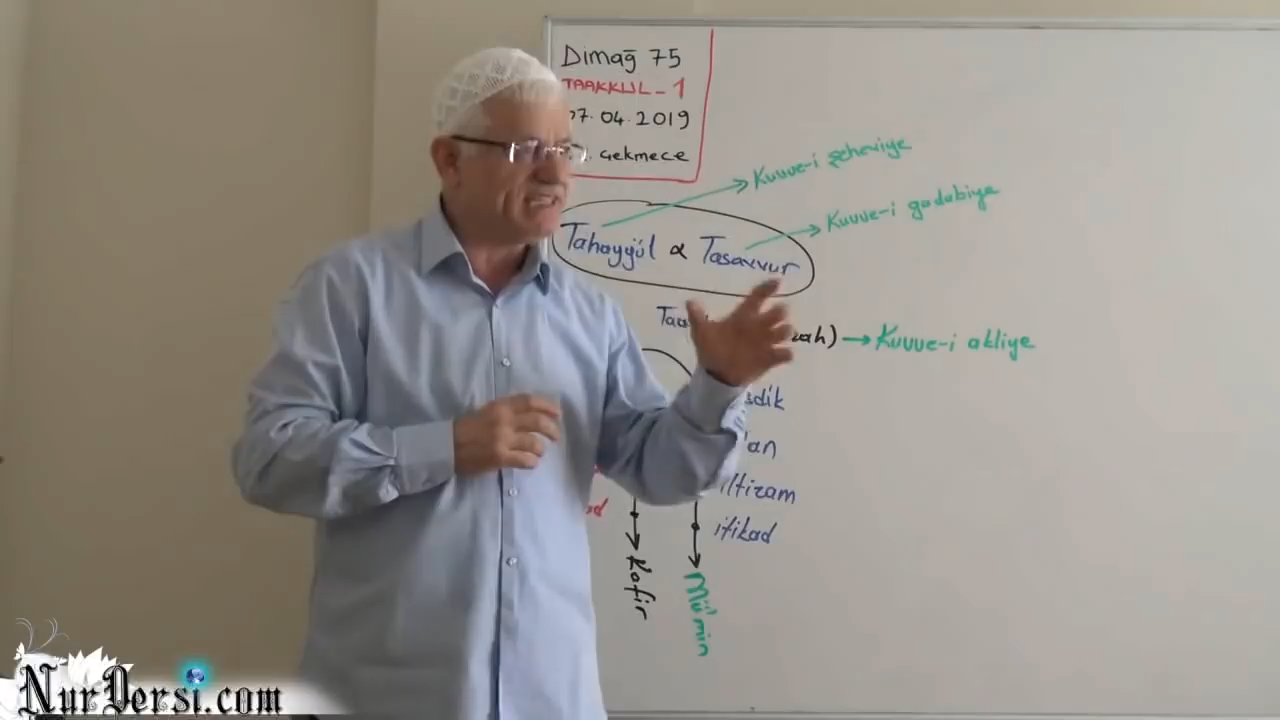 Dimağ 75
TAAKKUL - 1
07.04.2019
çekmece
Kuvve-i şeheviye
Kuvve-i gadabiye
Tahayyül α Tasavvur
→ Kuvve-i akliye
itikad
iltizam
Kafir
Mü'min
NurDersi.com